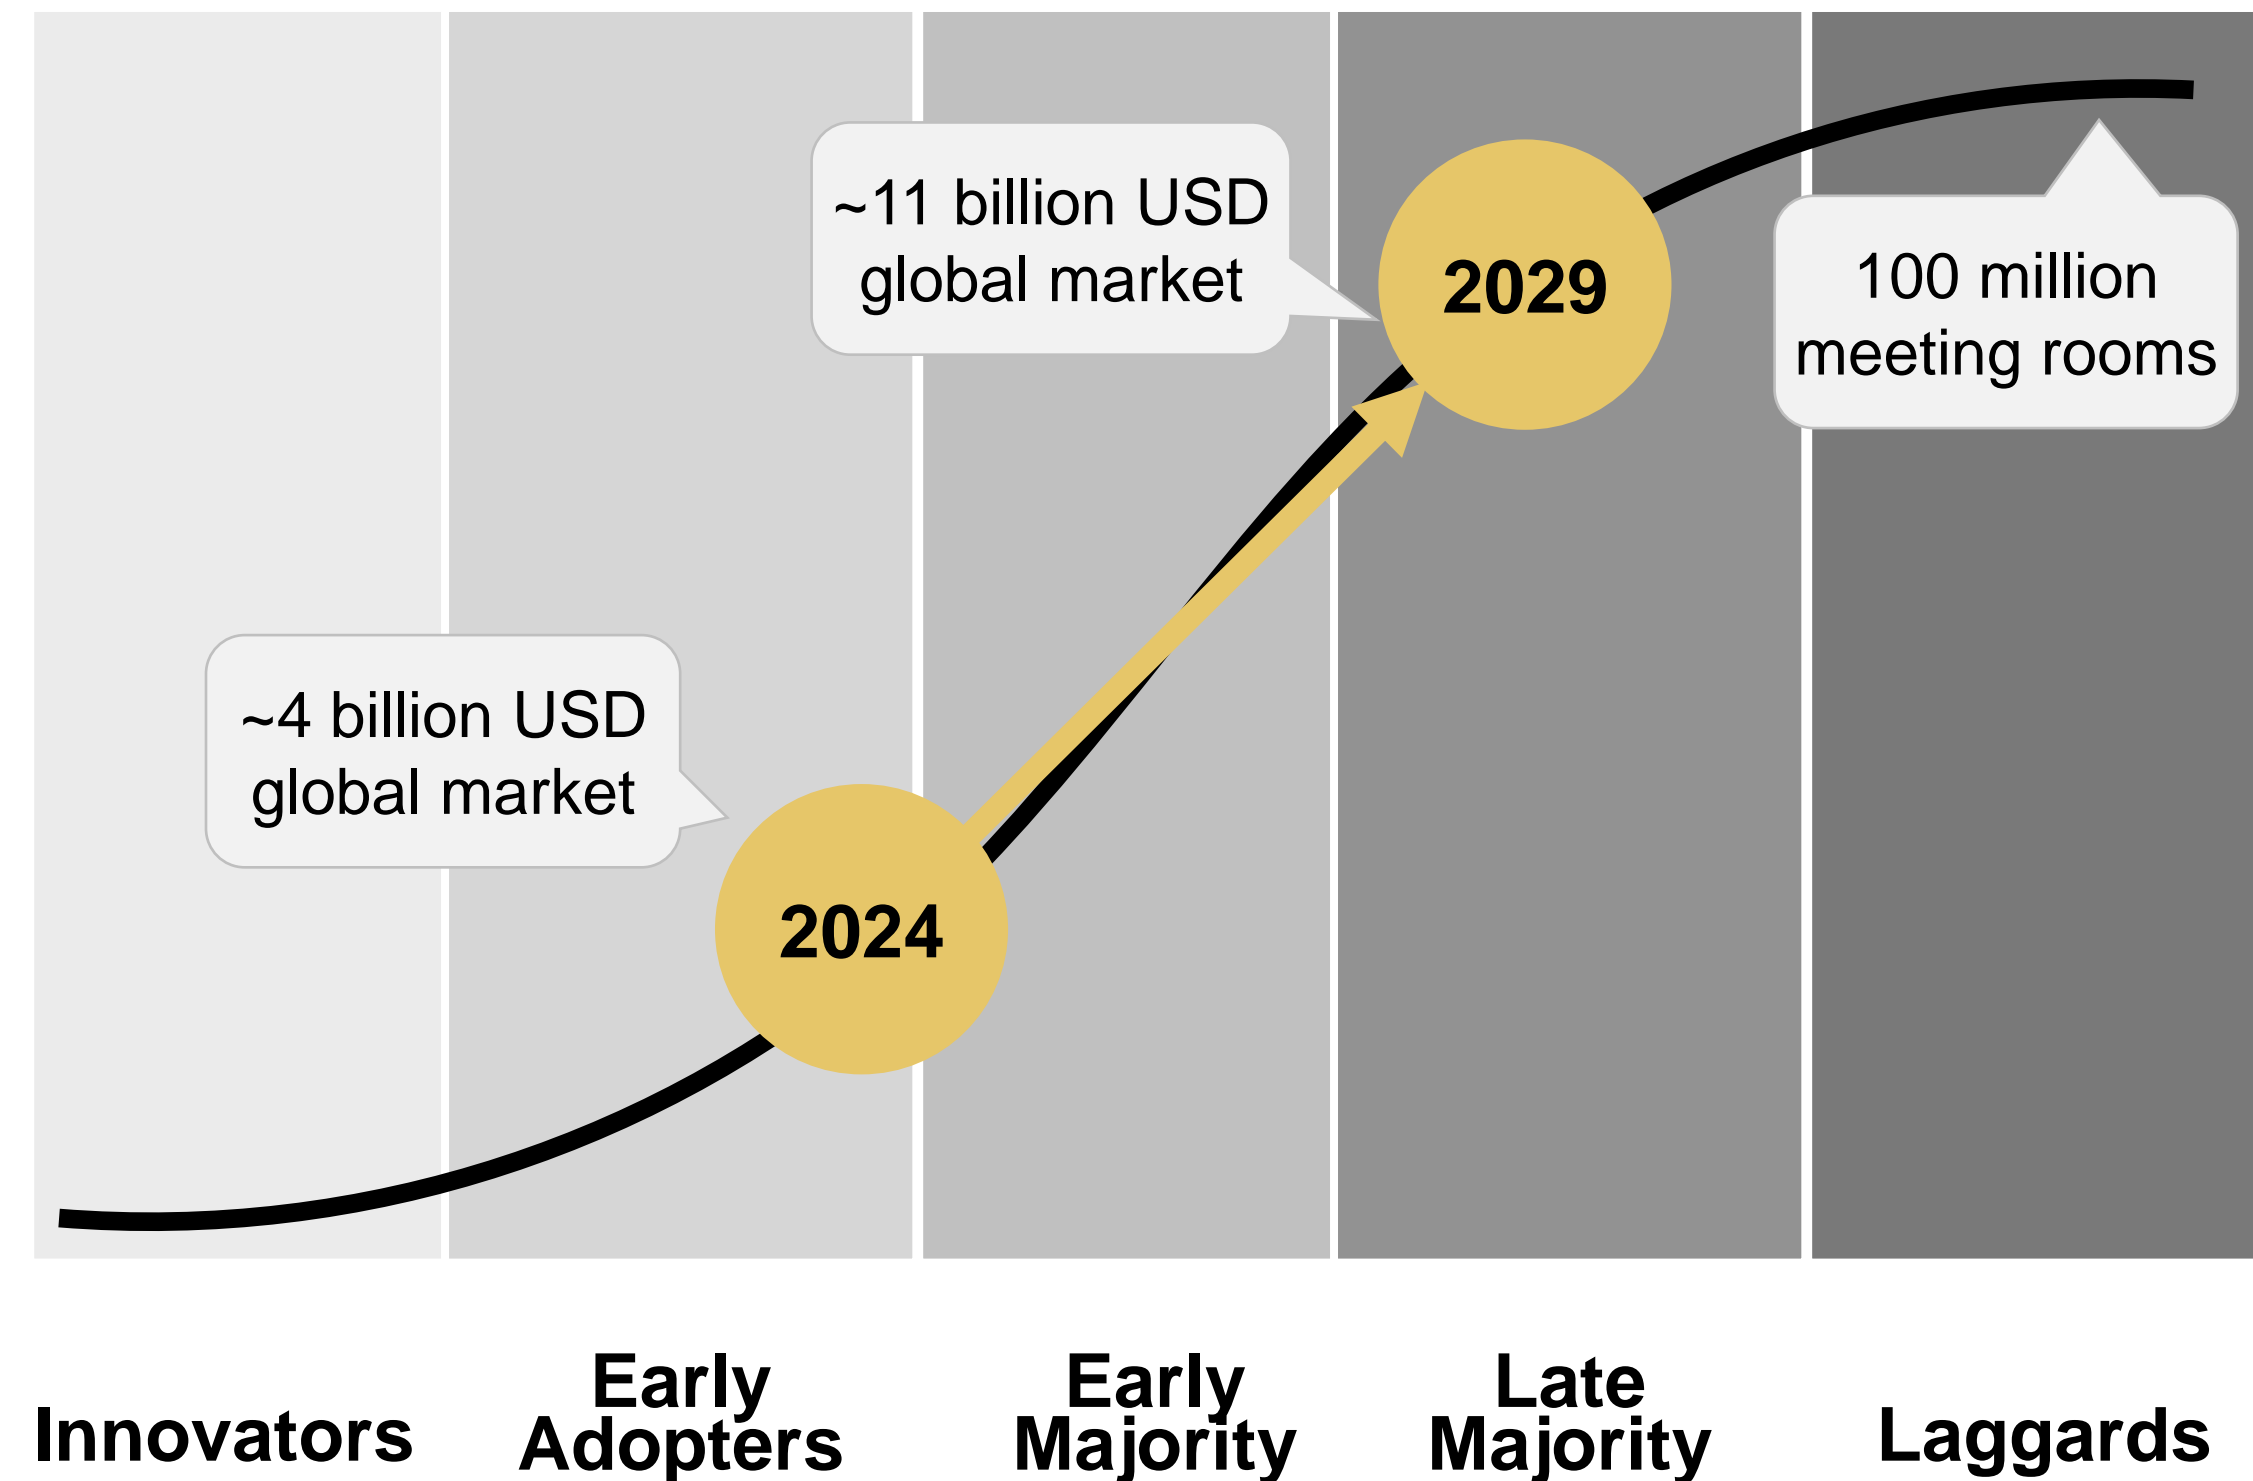 ~11 billion USD
global market
2029
100 million
meeting rooms
~4 billion USD
global market
2024
Innovators
Early
Adopters
Early
Majority
Late
Majority
Laggards